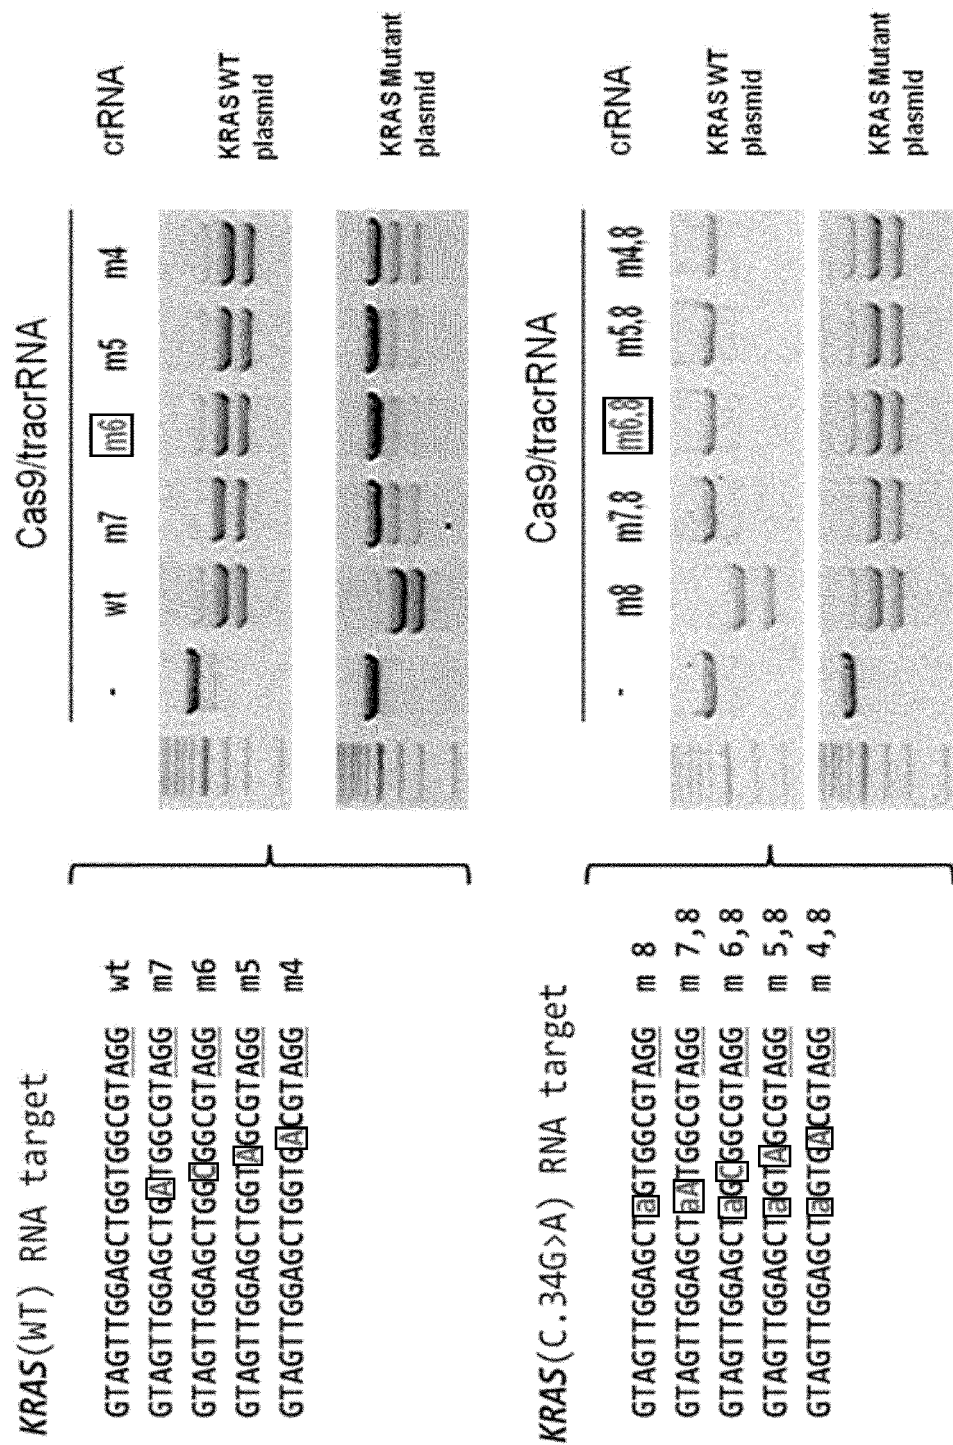 KRAS(WT) RNA target
GTAGTTGGAGCTGGTGGCGTAGG wt
GTAGTTGGAGCTGATGGCGTAGG m7
GTAGTTGGAGCTGGCGGCGTAGG m6
GTAGTTGGAGCTGGTAGCGTAGG m5
GTAGTTGGAGCTGGTGACGTAGG m4
Cas9/tracrRNA
- wt m7 m6 m5 m4 crRNA
KRAS WT
plasmid
KRAS Mutant
plasmid
KRAS(C.34G>A) RNA target
GTAGTTGGAGCTaGTGGCGTAGG m 8
GTAGTTGGAGCTaATGGCGTAGG m 7,8
GTAGTTGGAGCTaGCGGCGTAGG m 6,8
GTAGTTGGAGCTaGTAGCGTAGG m 5,8
GTAGTTGGAGCTaGTGACGTAGG m 4,8
Cas9/tracrRNA
- m8 m7,8 m6,8 m5,8 m4,8 crRNA
KRAS WT
plasmid
KRAS Mutant
plasmid